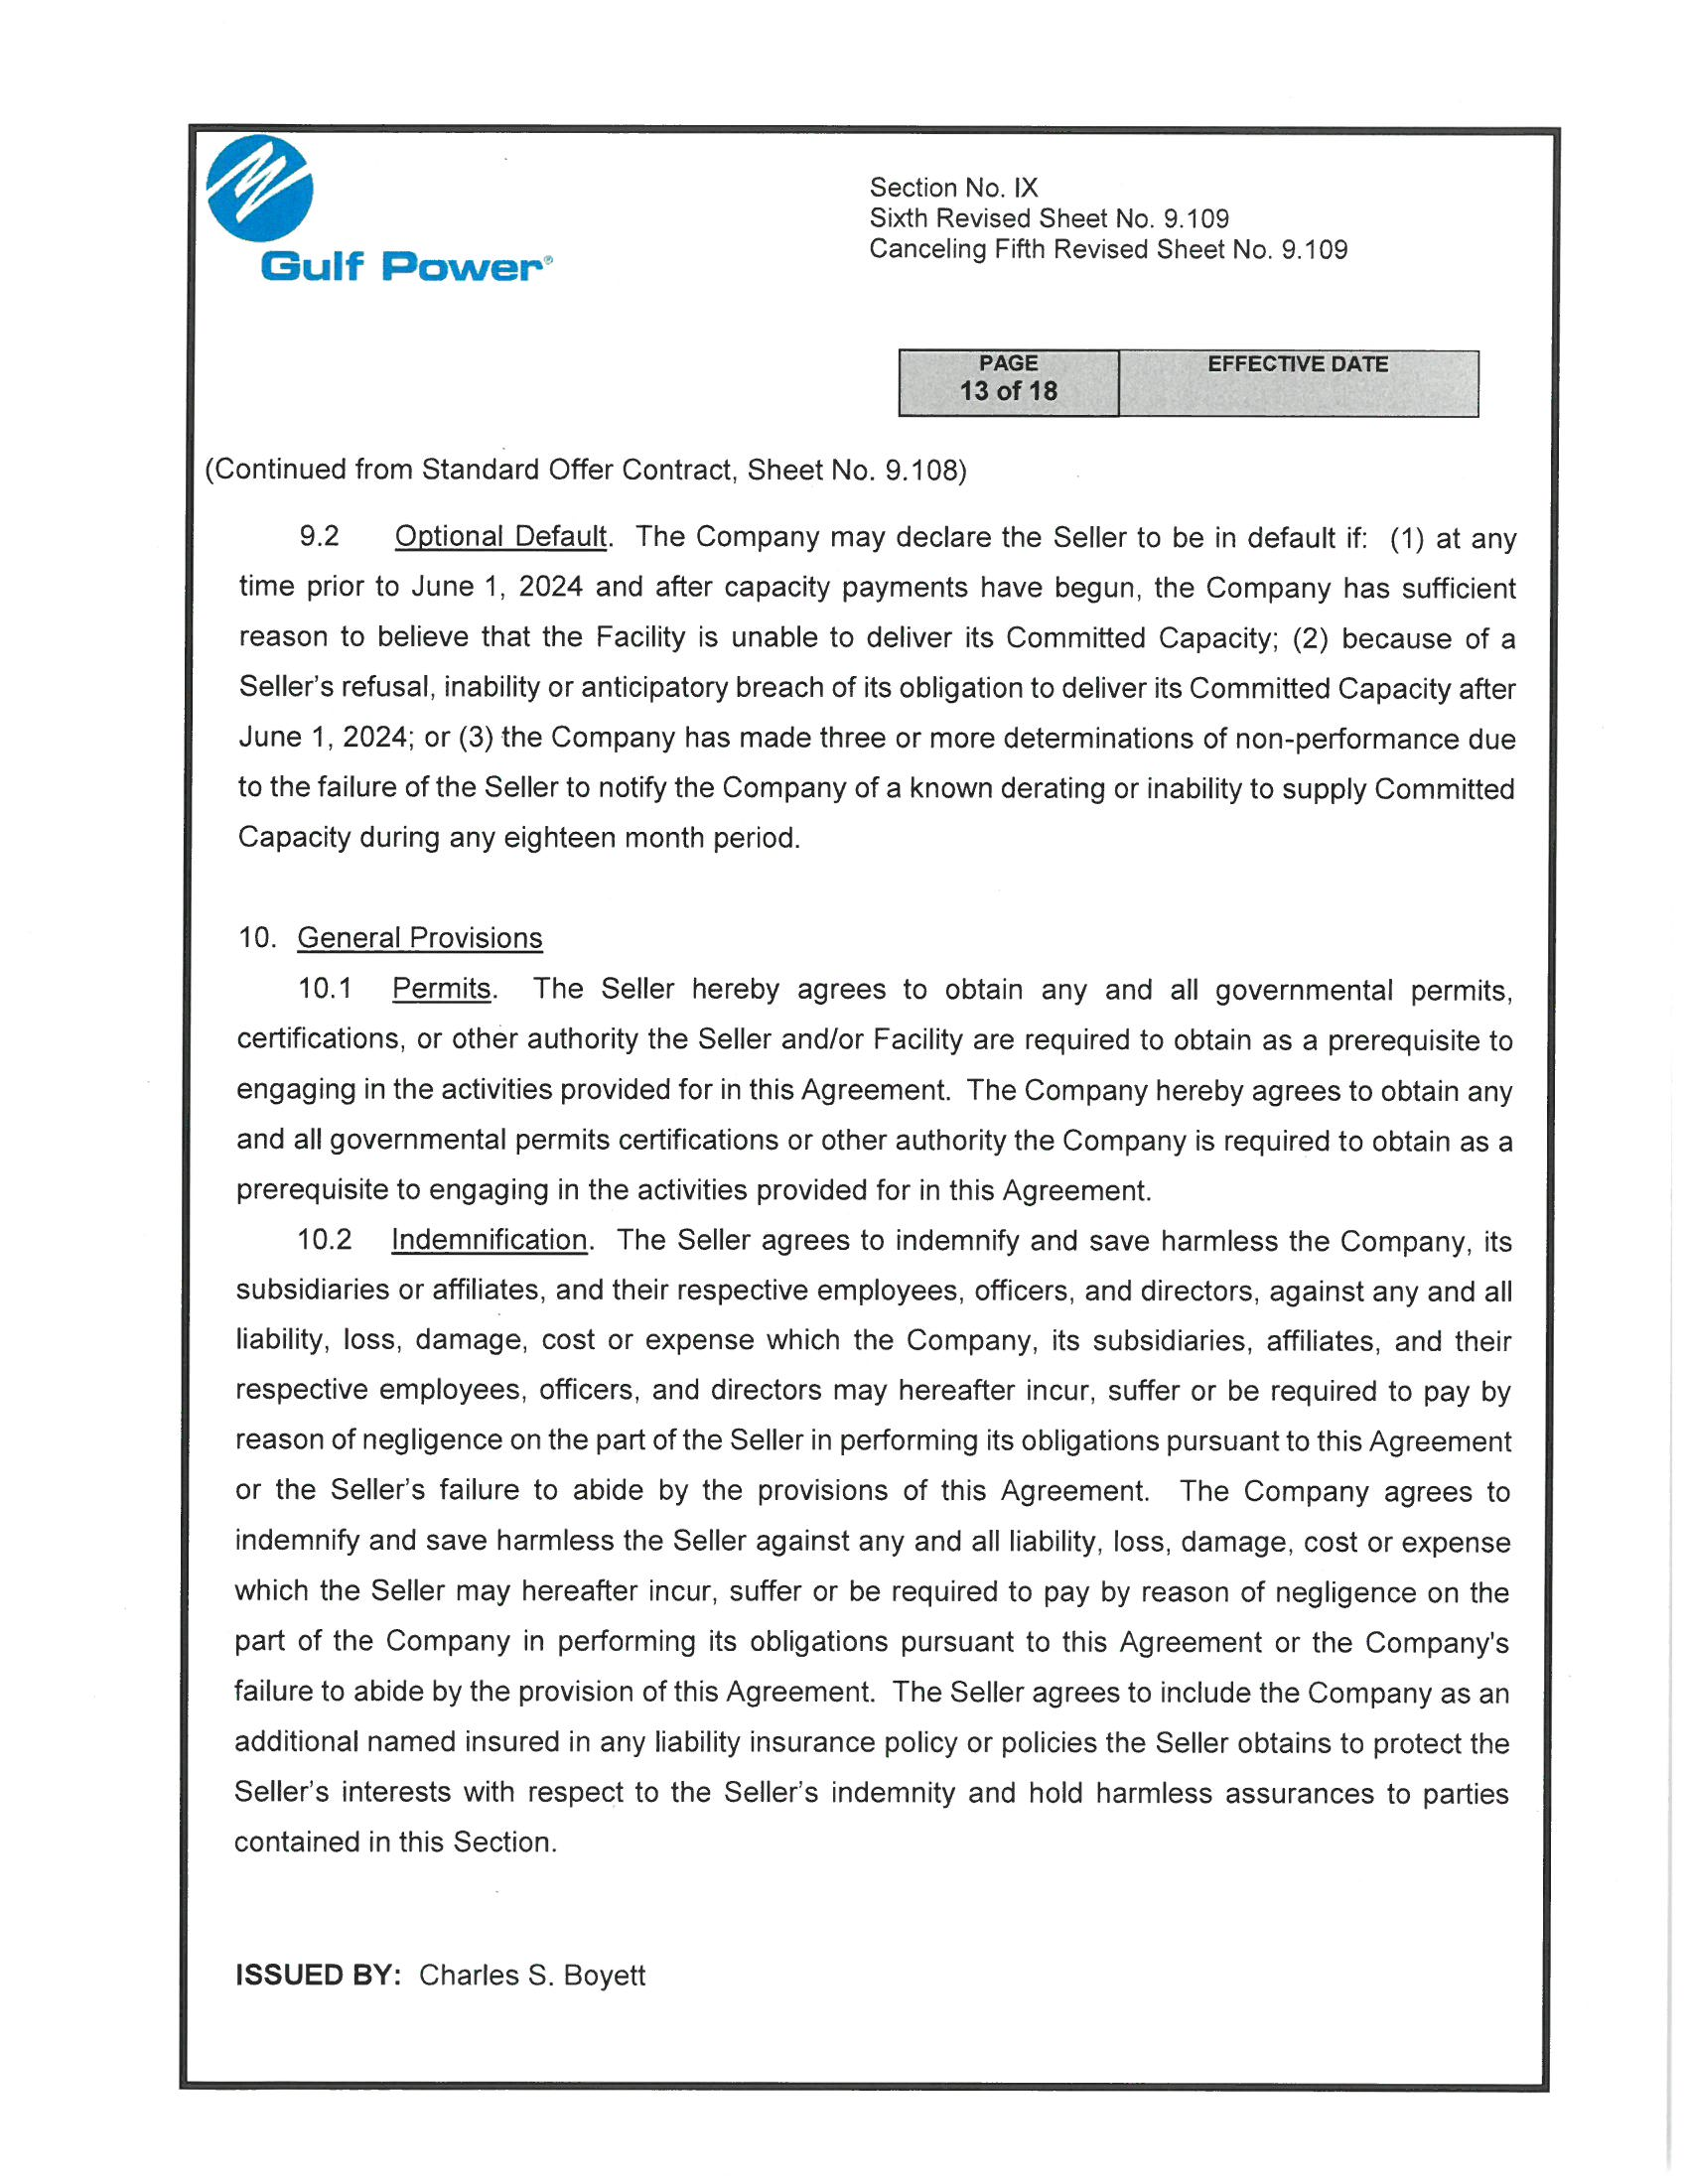 Gulf Power®
Section No. IX
Sixth Revised Sheet No. 9.109
Canceling Fifth Revised Sheet No. 9.109
PAGE
13 of 18
EFFECTIVE DATE
(Continued from Standard Offer Contract, Sheet No. 9.108)
9.2 Optional Default. The Company may declare the Seller to be in default if: (1) at any
time prior to June 1, 2024 and after capacity payments have begun, the Company has sufficient
reason to believe that the Facility is unable to deliver its Committed Capacity; (2) because of a
Seller's refusal, inability or anticipatory breach of its obligation to deliver its Committed Capacity after
June 1, 2024; or (3) the Company has made three or more determinations of non-performance due
to the failure of the Seller to notify the Company of a known derating or inability to supply Committed
Capacity during any eighteen month period.
10. General Provisions
10.1 Permits. The Seller hereby agrees to obtain any and all governmental permits,
certifications, or other authority the Seller and/or Facility are required to obtain as a prerequisite to
engaging in the activities provided for in this Agreement. The Company hereby agrees to obtain any
and all governmental permits certifications or other authority the Company is required to obtain as a
prerequisite to engaging in the activities provided for in this Agreement.
10.2 Indemnification. The Seller agrees to indemnify and save harmless the Company, its
subsidiaries or affiliates, and their respective employees, officers, and directors, against any and all
liability, loss, damage, cost or expense which the Company, its subsidiaries, affiliates, and their
respective employees, officers, and directors may hereafter incur, suffer or be required to pay by
reason of negligence on the part of the Seller in performing its obligations pursuant to this Agreement
or the Seller's failure to abide by the provisions of this Agreement. The Company agrees to
indemnify and save harmless the Seller against any and all liability, loss, damage, cost or expense
which the Seller may hereafter incur, suffer or be required to pay by reason of negligence on the
part of the Company in performing its obligations pursuant to this Agreement or the Company's
failure to abide by the provision of this Agreement. The Seller agrees to include the Company as an
additional named insured in any liability insurance policy or policies the Seller obtains to protect the
Seller's interests with respect to the Seller's indemnity and hold harmless assurances to parties
contained in this Section.
ISSUED BY: Charles S. Boyett